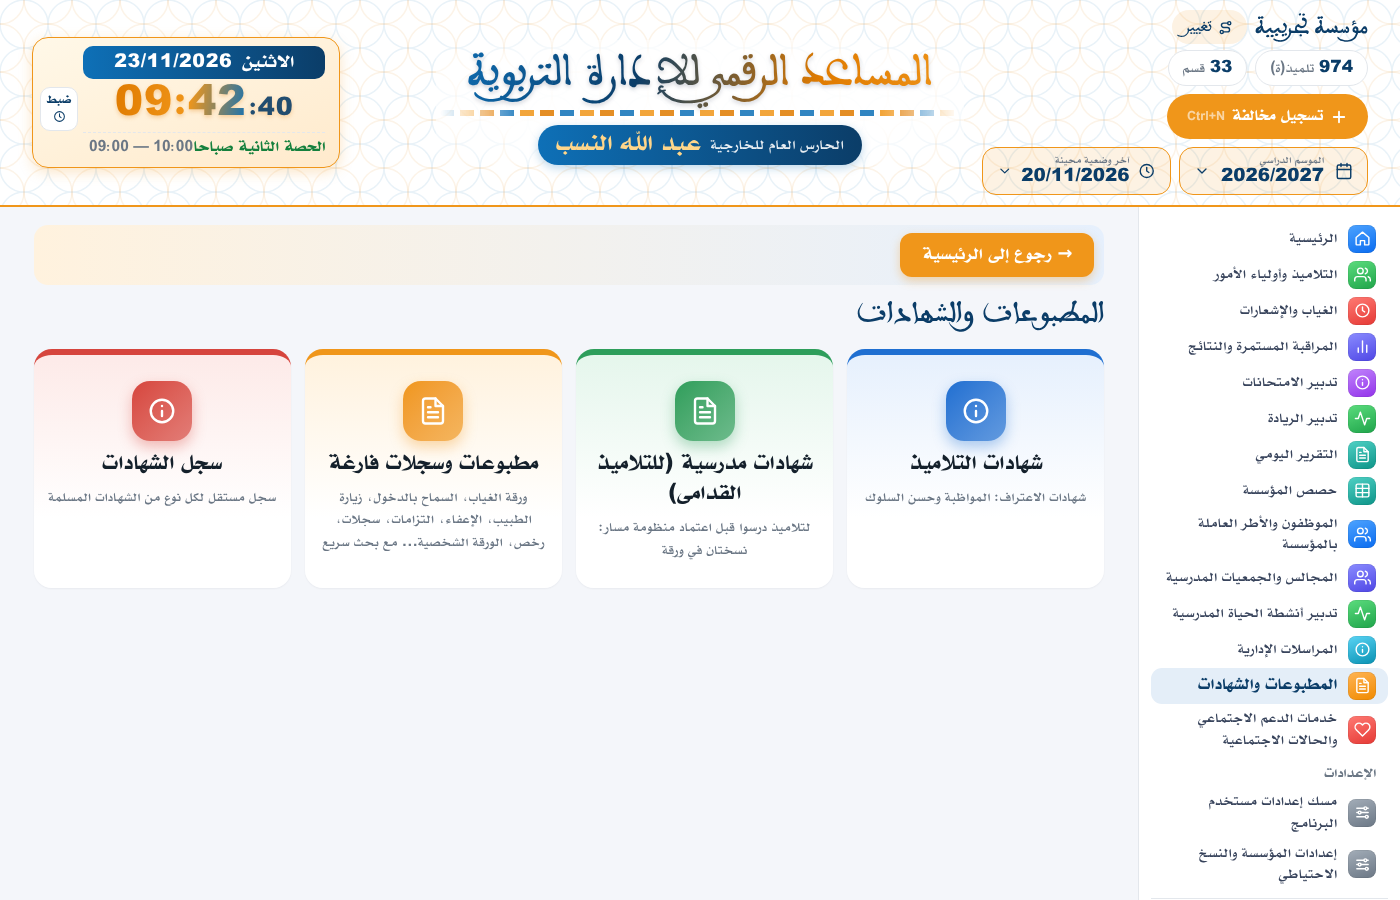 مؤسسة تجريبية
تغيير
974 تلميذ(ة)
33 قسم
+ تسجيل مخالفة Ctrl+N
الموسم الدراسي
2026/2027
اخر وضعية محينة
20/11/2026
المساعد الرقمي للإدارة التربوية
الحارس العام للخارجية عبد الله النسب
الاثنين 23/11/2026
09:42:40
ضبط
الحصة الثانية صباحا 09:00 — 10:00
الرئيسية
التلاميذ وأولياء الأمور
الغياب والإشعارات
المراقبة المستمرة والنتائج
تدبير الامتحانات
تدبير الريادة
التقرير اليومي
حصص المؤسسة
الموظفون والأطر العاملة
بالمؤسسة
المجالس والجمعيات المدرسية
تدبير أنشطة الحياة المدرسية
المراسلات الإدارية
المطبوعات والشهادات
خدمات الدعم الاجتماعي
والحالات الاجتماعية
الإعدادات
مسك إعدادات مستخدم
البرنامج
إعدادات المؤسسة والنسخ
الاحتياطي
→ رجوع إلى الرئيسية
المطبوعات والشهادات
شهادات التلاميذ
شهادات الاعتراف: المواظبة وحسن السلوك
شهادات مدرسية (للتلاميذ
القدامى)
لتلاميذ درسوا قبل اعتماد منظومة مسار:
نسختان في ورقة
مطبوعات وسجلات فارغة
ورقة الغياب، السماح بالدخول، زيارة
الطبيب، الإعفاء، التزامات، سجلات،
رخص، الورقة الشخصية... مع بحث سريع
سجل الشهادات
سجل مستقل لكل نوع من الشهادات المسلمة